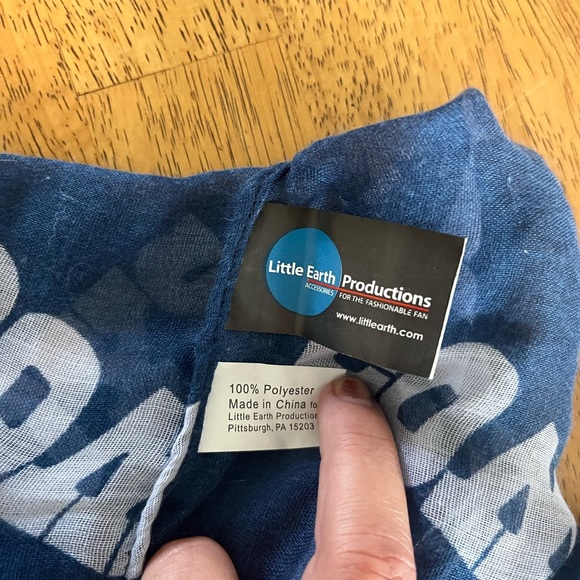 Little Earth Productions
ACCESSORIES FOR THE FASHIONABLE FAN
www.littlearth.com
100% Polyester
Made in China for
Little Earth Production
Pittsburgh, PA 15203